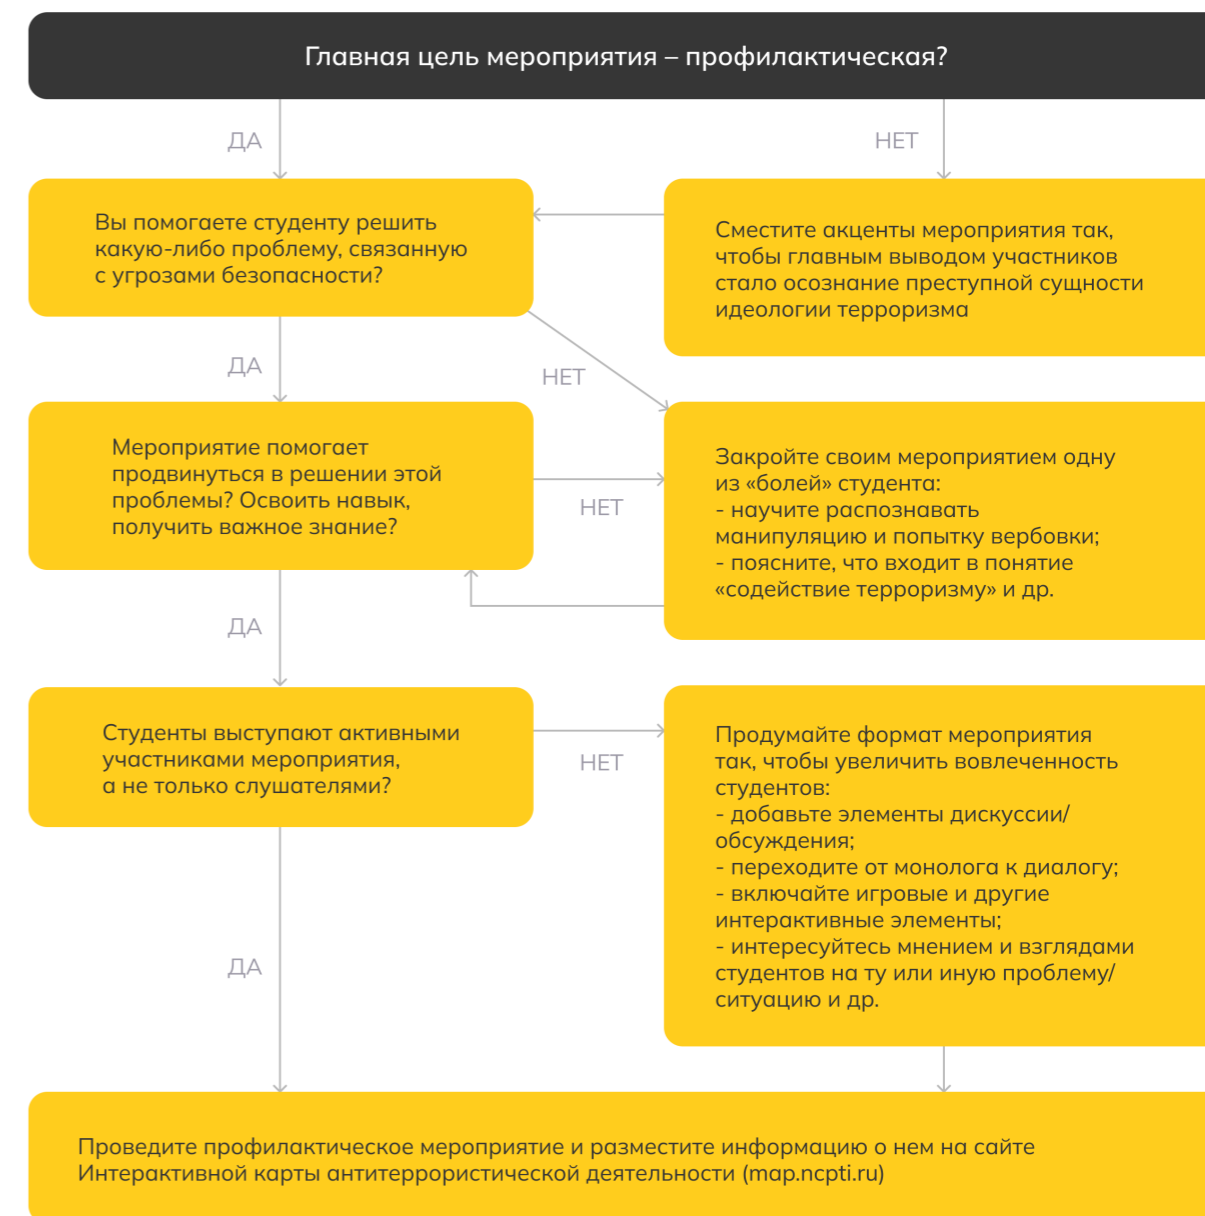 Главная цель мероприятия – профилактическая?
ДА
НЕТ
Вы помогаете студенту решить
какую-либо проблему, связанную
с угрозами безопасности?
Сместите акценты мероприятия так,
чтобы главным выводом участников
стало осознание преступной сущности
идеологии терроризма
ДА
НЕТ
Мероприятие помогает
продвинуться в решении этой
проблемы? Освоить навык,
получить важное знание?
НЕТ
Закройте своим мероприятием одну
из «болей» студента:
- научите распознавать
манипуляцию и попытку вербовки;
- поясните, что входит в понятие
«содействие терроризму» и др.
ДА
Студенты выступают активными
участниками мероприятия,
а не только слушателями?
НЕТ
Продумайте формат мероприятия
так, чтобы увеличить вовлеченность
студентов:
- добавьте элементы дискуссии/
обсуждения;
- переходите от монолога к диалогу;
- включайте игровые и другие
интерактивные элементы;
- интересуйтесь мнением и взглядами
студентов на ту или иную проблему/
ситуацию и др.
ДА
Проведите профилактическое мероприятие и разместите информацию о нем на сайте
Интерактивной карты антитеррористической деятельности (map.ncpti.ru)